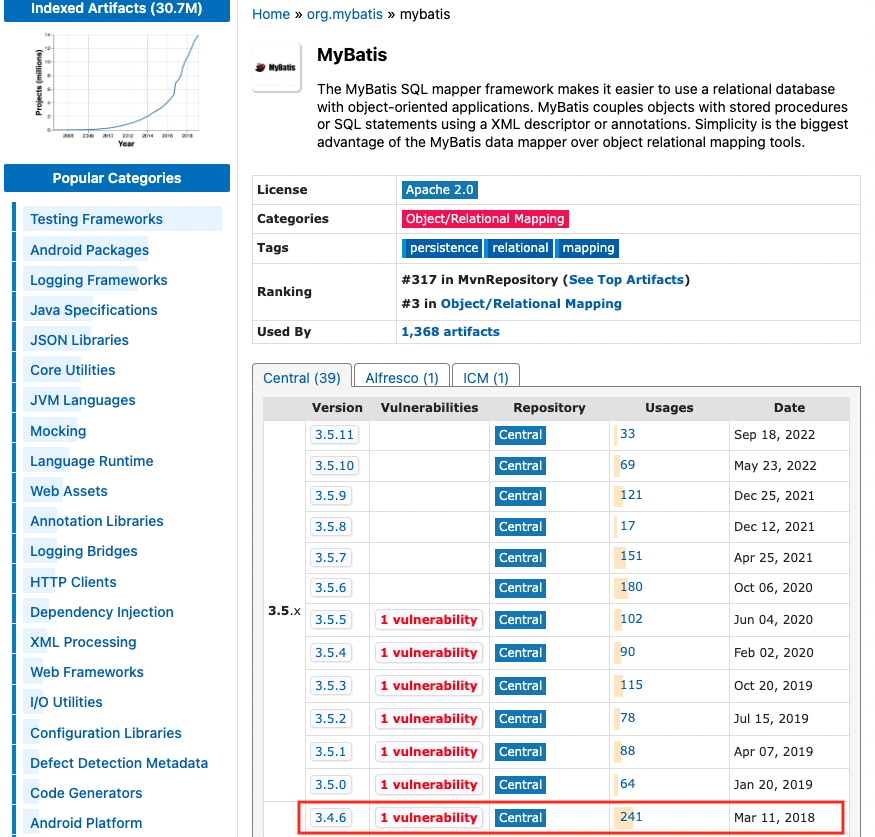 Indexed Artifacts (30.7M)
Projects (millions)
14
12
10
8
6
4
2
0
2006 2008 2010 2012 2014 2016 2018
Year
Popular Categories
Testing Frameworks
Android Packages
Logging Frameworks
Java Specifications
JSON Libraries
Core Utilities
JVM Languages
Mocking
Language Runtime
Web Assets
Annotation Libraries
Logging Bridges
HTTP Clients
Dependency Injection
XML Processing
Web Frameworks
I/O Utilities
Configuration Libraries
Defect Detection Metadata
Code Generators
Android Platform
Home » org.mybatis » mybatis
MyBatis
MyBatis
The MyBatis SQL mapper framework makes it easier to use a relational database
with object-oriented applications. MyBatis couples objects with stored procedures
or SQL statements using a XML descriptor or annotations. Simplicity is the biggest
advantage of the MyBatis data mapper over object relational mapping tools.
License Apache 2.0
Categories Object/Relational Mapping
Tags persistence relational mapping
Ranking #317 in MvnRepository (See Top Artifacts)
#3 in Object/Relational Mapping
Used By 1,368 artifacts
Central (39) Alfresco (1) ICM (1)
Version Vulnerabilities Repository Usages Date
3.5.11 Central 33 Sep 18, 2022
3.5.10 Central 69 May 23, 2022
3.5.9 Central 121 Dec 25, 2021
3.5.8 Central 17 Dec 12, 2021
3.5.7 Central 151 Apr 25, 2021
3.5.6 Central 180 Oct 06, 2020
3.5.x
3.5.5 1 vulnerability Central 102 Jun 04, 2020
3.5.4 1 vulnerability Central 90 Feb 02, 2020
3.5.3 1 vulnerability Central 115 Oct 20, 2019
3.5.2 1 vulnerability Central 78 Jul 15, 2019
3.5.1 1 vulnerability Central 88 Apr 07, 2019
3.5.0 1 vulnerability Central 64 Jan 20, 2019
3.4.6 1 vulnerability Central 241 Mar 11, 2018